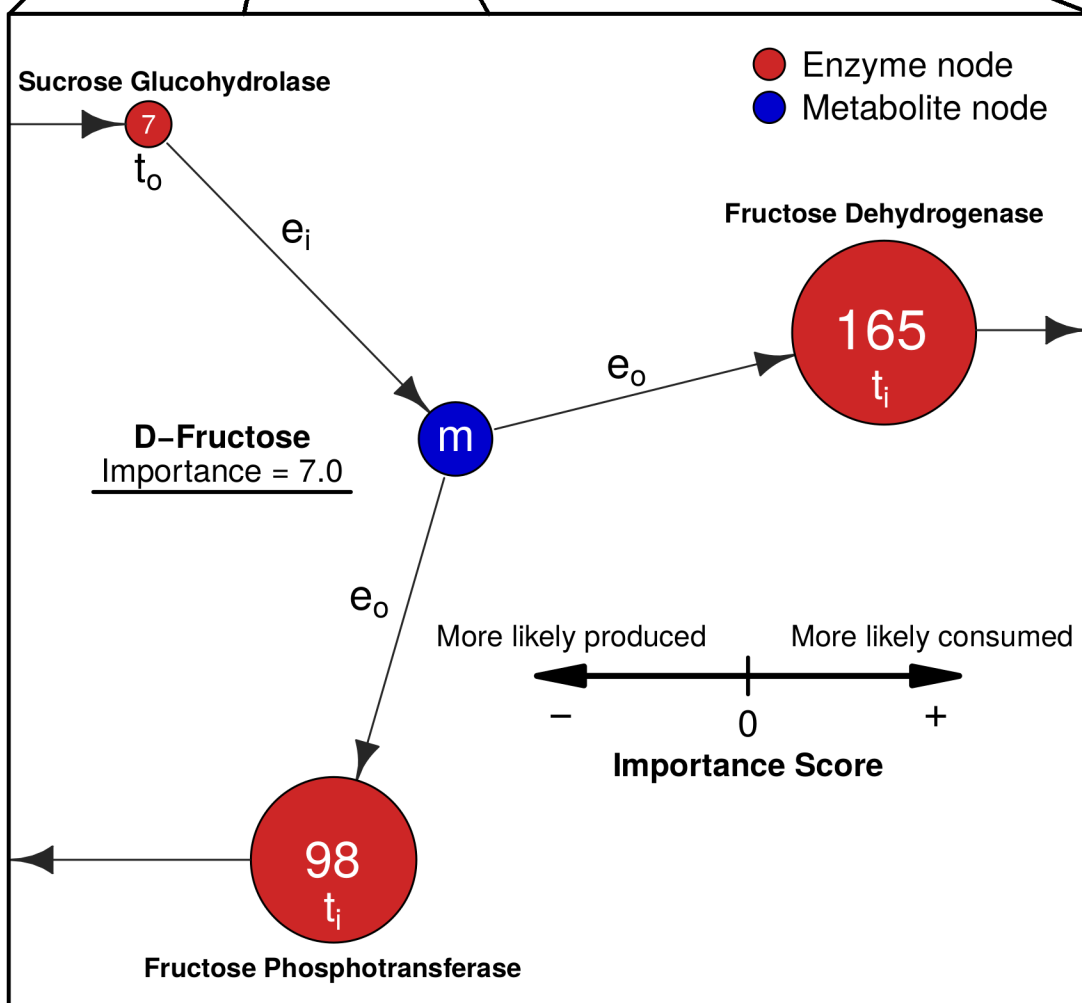 Sucrose Glucohydrolase
7
to
ei
Enzyme node
Metabolite node
Fructose Dehydrogenase
165
ti
eo
m
D−Fructose
Importance = 7.0
eo
More likely produced
More likely consumed
−
0
+
Importance Score
98
ti
Fructose Phosphotransferase